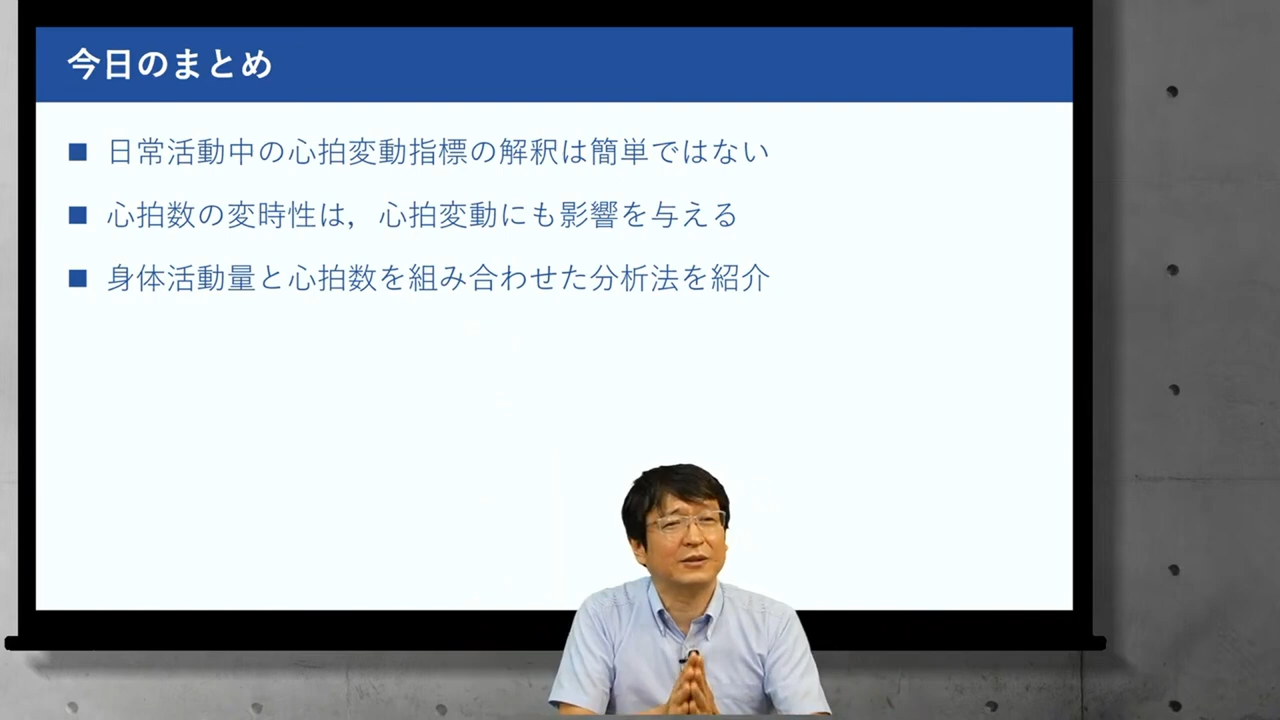 今日のまとめ
■ 日常活動中の心拍変動指標の解釈は簡単ではない
■ 心拍数の変時性は，心拍変動にも影響を与える
■ 身体活動量と心拍数を組み合わせた分析法を紹介